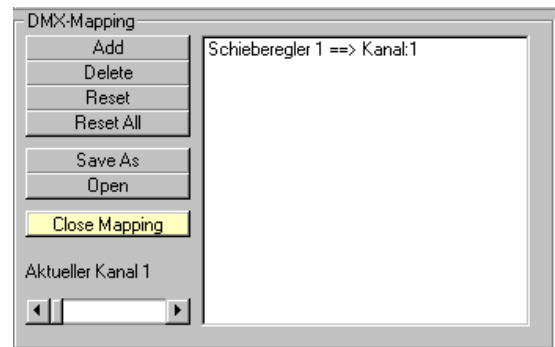 DMX-Mapping
Add
Delete
Reset
Reset All
Save As
Open
Close Mapping
Aktueller Kanal 1
Schieberegler 1 ==> Kanal:1